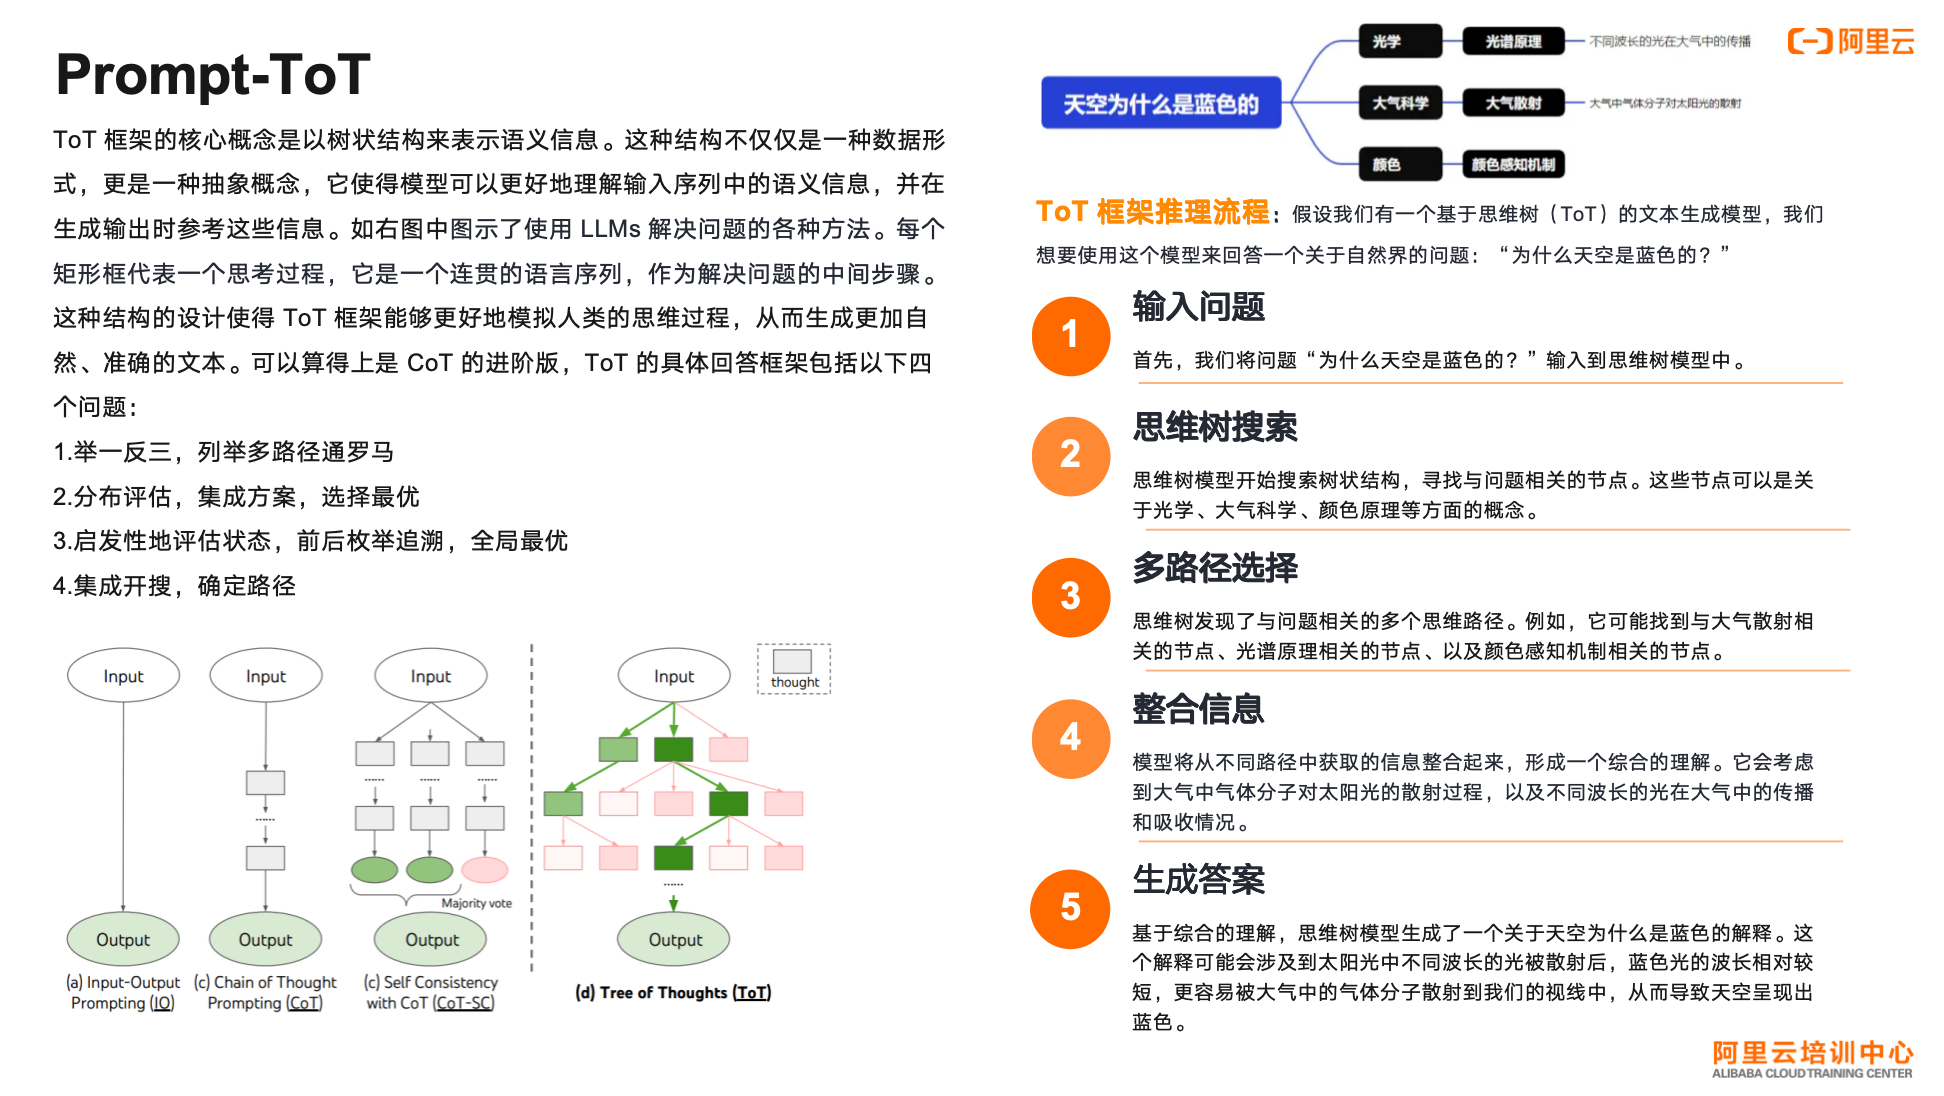 Prompt-ToT
ToT 框架的核心概念是以树状结构来表示语义信息。这种结构不仅仅是一种数据形
式，更是一种抽象概念，它使得模型可以更好地理解输入序列中的语义信息，并在
生成输出时参考这些信息。如右图中图示了使用 LLMs 解决问题的各种方法。每个
矩形框代表一个思考过程，它是一个连贯的语言序列，作为解决问题的中间步骤。
这种结构的设计使得 ToT 框架能够更好地模拟人类的思维过程，从而生成更加自
然、准确的文本。可以算得上是 CoT 的进阶版，ToT 的具体回答框架包括以下四
个问题：
1.举一反三，列举多路径通罗马
2.分布评估，集成方案，选择最优
3.启发性地评估状态，前后枚举追溯，全局最优
4.集成开搜，确定路径
Input
Output
(a) Input-Output
Prompting (IO)
Input
......
Output
(c) Chain of Thought
Prompting (CoT)
Input
...... ...... ......
Majority vote
Output
(c) Self Consistency
with CoT (CoT-SC)
Input
thought
......
Output
(d) Tree of Thoughts (ToT)
天空为什么是蓝色的
光学
光谱原理
不同波长的光在大气中的传播
大气科学
大气散射
大气中气体分子对太阳光的散射
颜色
颜色感知机制
阿里云
ToT 框架推理流程：假设我们有一个基于思维树（ToT）的文本生成模型，我们
想要使用这个模型来回答一个关于自然界的问题：“为什么天空是蓝色的？”
1
输入问题
首先，我们将问题“为什么天空是蓝色的？”输入到思维树模型中。
2
思维树搜索
思维树模型开始搜索树状结构，寻找与问题相关的节点。这些节点可以是关
于光学、大气科学、颜色原理等方面的概念。
3
多路径选择
思维树发现了与问题相关的多个思维路径。例如，它可能找到与大气散射相
关的节点、光谱原理相关的节点、以及颜色感知机制相关的节点。
4
整合信息
模型将从不同路径中获取的信息整合起来，形成一个综合的理解。它会考虑
到大气中气体分子对太阳光的散射过程，以及不同波长的光在大气中的传播
和吸收情况。
5
生成答案
基于综合的理解，思维树模型生成了一个关于天空为什么是蓝色的解释。这
个解释可能会涉及到太阳光中不同波长的光被散射后，蓝色光的波长相对较
短，更容易被大气中的气体分子散射到我们的视线中，从而导致天空呈现出
蓝色。
阿里云培训中心
ALIBABA CLOUD TRAINING CENTER